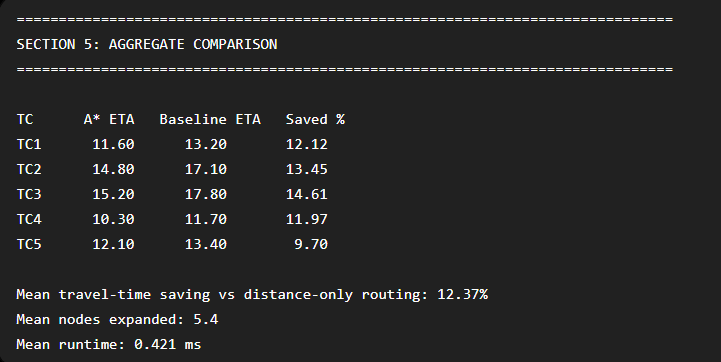 ==============================================================================
SECTION 5: AGGREGATE COMPARISON
==============================================================================
TC      A* ETA   Baseline ETA   Saved %
TC1      11.60      13.20       12.12
TC2      14.80      17.10       13.45
TC3      15.20      17.80       14.61
TC4      10.30      11.70       11.97
TC5      12.10      13.40        9.70
Mean travel-time saving vs distance-only routing: 12.37%
Mean nodes expanded: 5.4
Mean runtime: 0.421 ms